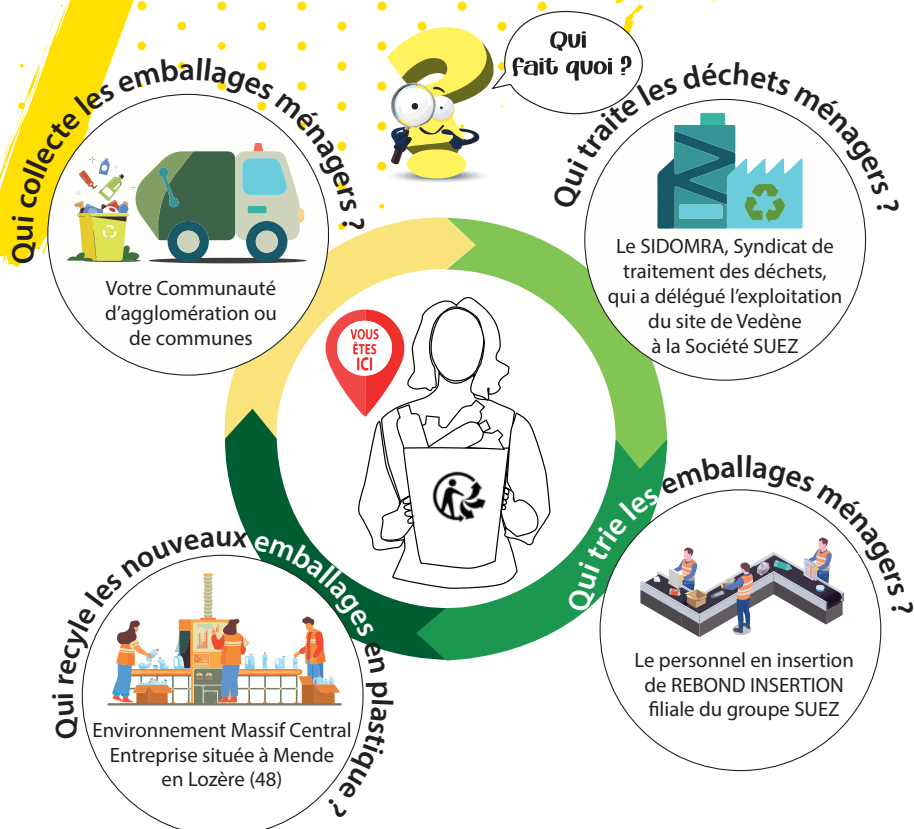 Qui
fait quoi ?
Qui collecte les emballages ménagers ?
Votre Communauté
d'agglomération ou
de communes
Qui traite les déchets ménagers ?
Le SIDOMRA, Syndicat de
traitement des déchets,
qui a délégué l'exploitation
du site de Vedène
à la Société SUEZ
VOUS
ÊTES
ICI
Qui trie les emballages ménagers ?
Le personnel en insertion
de REBOND INSERTION
filiale du groupe SUEZ
Qui recyle les nouveaux emballages en plastique ?
Environnement Massif Central
Entreprise située à Mende
en Lozère (48)